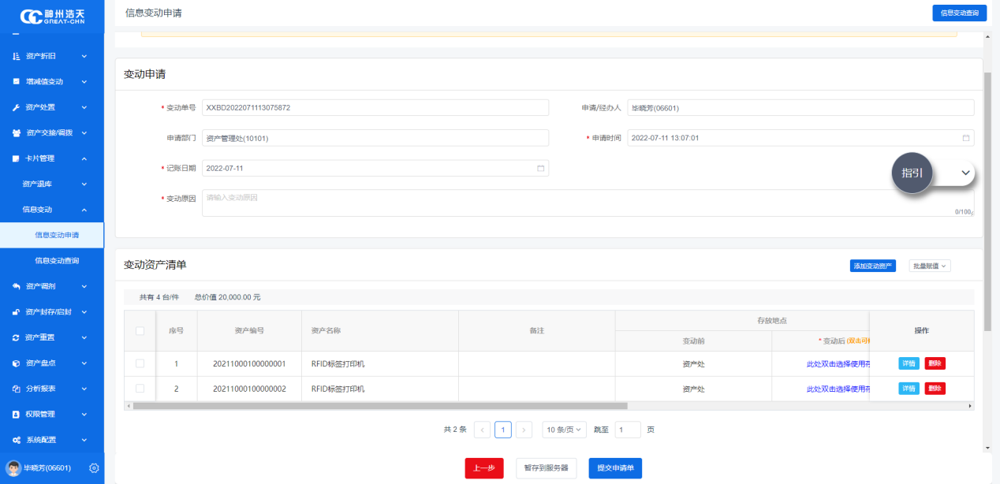 神州浩天
GREAT-CHN
信息变动申请
信息变动查询
资产折旧
增减值变动
资产处置
资产交接/调拨
卡片管理
资产退库
信息变动
信息变动申请
信息变动查询
资产调剂
资产封存/启封
资产重置
资产盘点
分析报表
权限管理
系统配置
毕晓芳(06601)
变动申请
* 变动单号 XXBD2022071113075872
申请/经办人 毕晓芳(06601)
申请部门 资产管理处(10101)
* 申请时间 2022-07-11 13:07:01
* 记账日期 2022-07-11
指引
* 变动原因 请输入变动原因
0/100
变动资产清单
添加变动资产 批量赋值
共有 4 台/件 总价值 20,000.00 元
序号 资产编号 资产名称 备注 存放地点 操作
变动前 * 变动后 (双击可
1 20211000100000001 RFID标签打印机 资产处 此处双击选择使用存 详情 删除
2 20211000100000002 RFID标签打印机 资产处 此处双击选择使用存 详情 删除
共 2 条 < 1 > 10 条/页 跳至 1 页
上一步 暂存到服务器 提交申请单